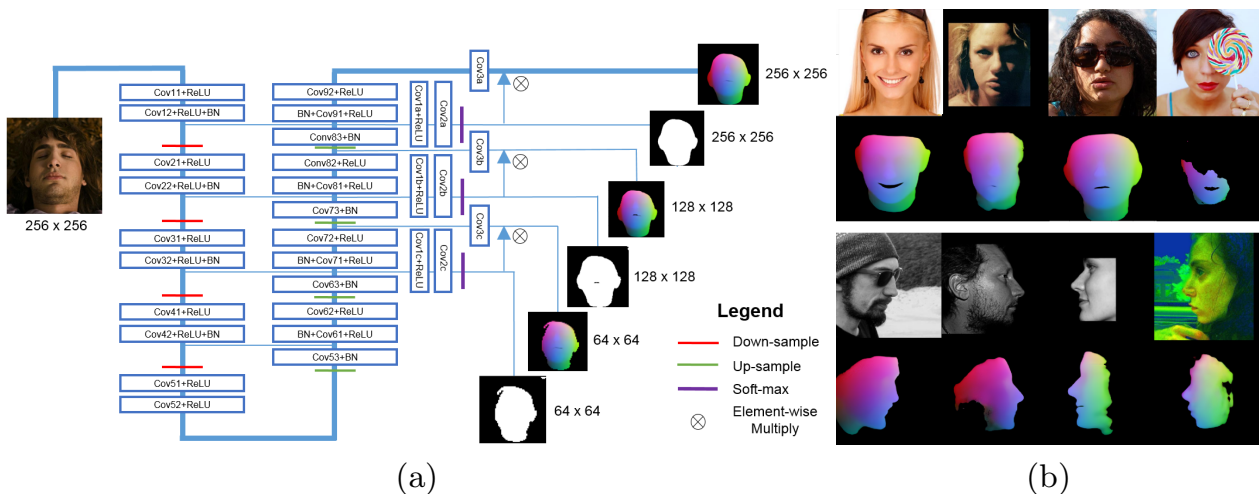 256 x 256
Cov11+ReLU
Cov12+ReLU+BN
Cov21+ReLU
Cov22+ReLU+BN
Cov31+ReLU
Cov32+ReLU+BN
Cov41+ReLU
Cov42+ReLU+BN
Cov51+ReLU
Cov52+ReLU
Cov92+ReLU
BN+Cov91+ReLU
Conv83+BN
Conv82+ReLU
BN+Cov81+ReLU
Cov73+BN
Cov72+ReLU
BN+Cov71+ReLU
Cov63+BN
Cov62+ReLU
BN+Cov61+ReLU
Cov53+BN
Cov1a+ReLU
Cov2a
Cov3a
Cov1b+ReLU
Cov2b
Cov3b
Cov1c+ReLU
Cov2c
Cov3c
256 x 256
256 x 256
128 x 128
128 x 128
64 x 64
64 x 64
Legend
Down-sample
Up-sample
Soft-max
Element-wise
Multiply
(a)
(b)